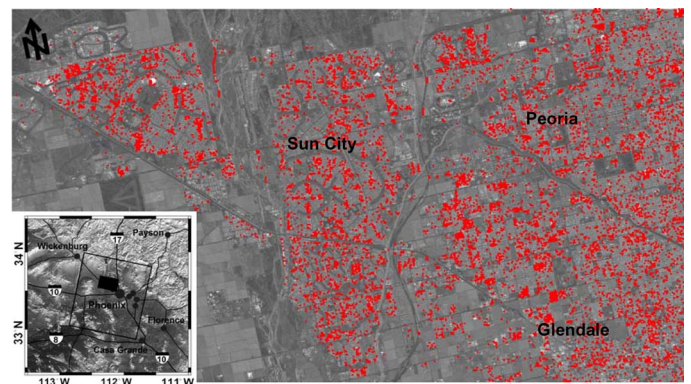 N
Peoria
Sun City
Glendale
17
Payson
Wickenburg
34 N
10
Phoenix
Florence
33 N
8
Casa Grande
10
113 W 112 W 111 W